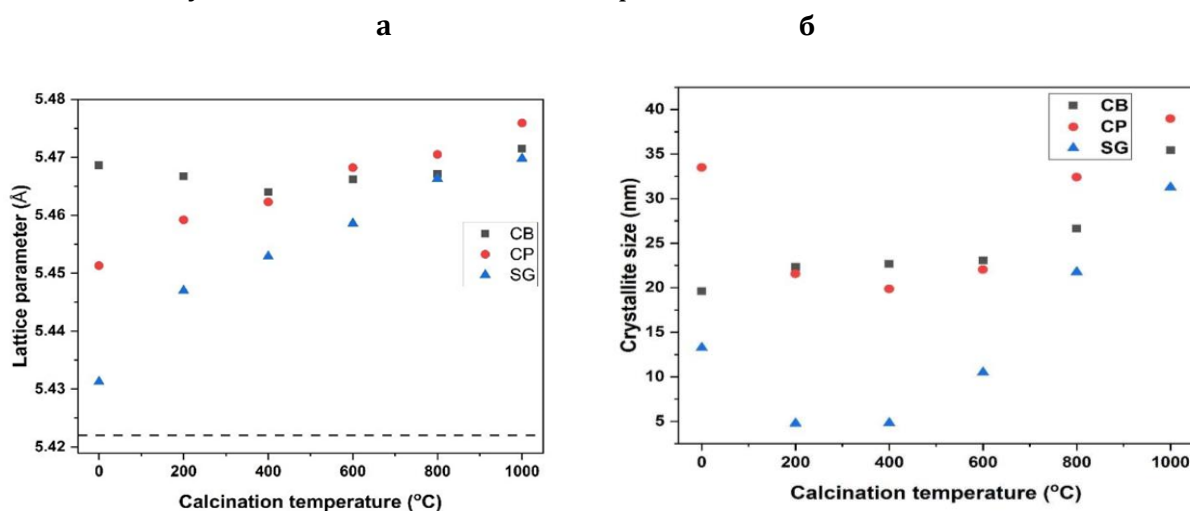 а
б
5.48
5.47
5.46
5.45
5.44
5.43
5.42
Lattice parameter (Å)
CB
CP
SG
0 200 400 600 800 1000
Calcination temperature (°C)
40
35
30
25
20
15
10
5
Crystallite size (nm)
CB
CP
SG
0 200 400 600 800 1000
Calcination temperature (°C)